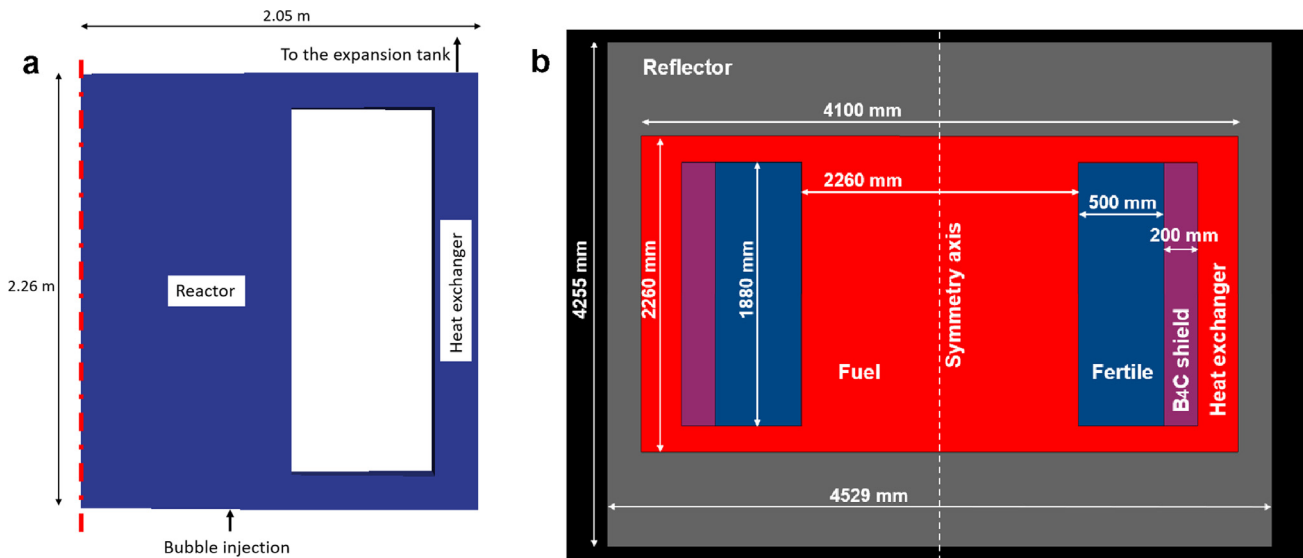 a
2.05 m
To the expansion tank
2.26 m
Reactor
Heat exchanger
Bubble injection
b
Reflector
4100 mm
2260 mm
500 mm
200 mm
4255 mm
2260 mm
1880 mm
Symmetry axis
B4C shield
Heat exchanger
Fuel
Fertile
4529 mm